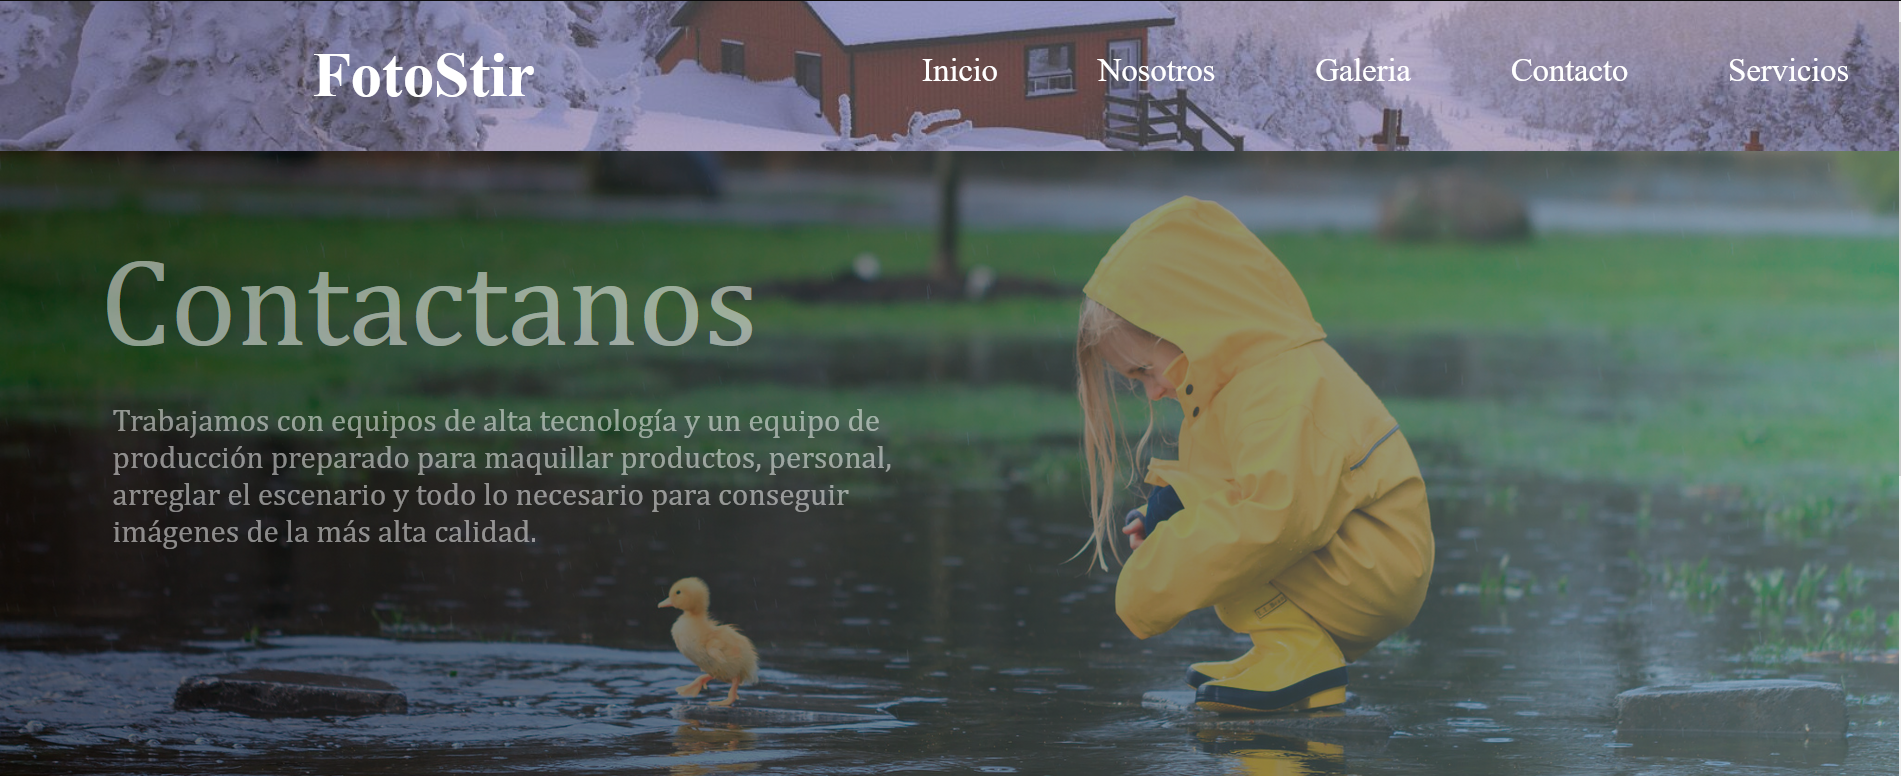 FotoStir
Inicio Nosotros Galeria Contacto Servicios
Contactanos
Trabajamos con equipos de alta tecnología y un equipo de
producción preparado para maquillar productos, personal,
arreglar el escenario y todo lo necesario para conseguir
imágenes de la más alta calidad.